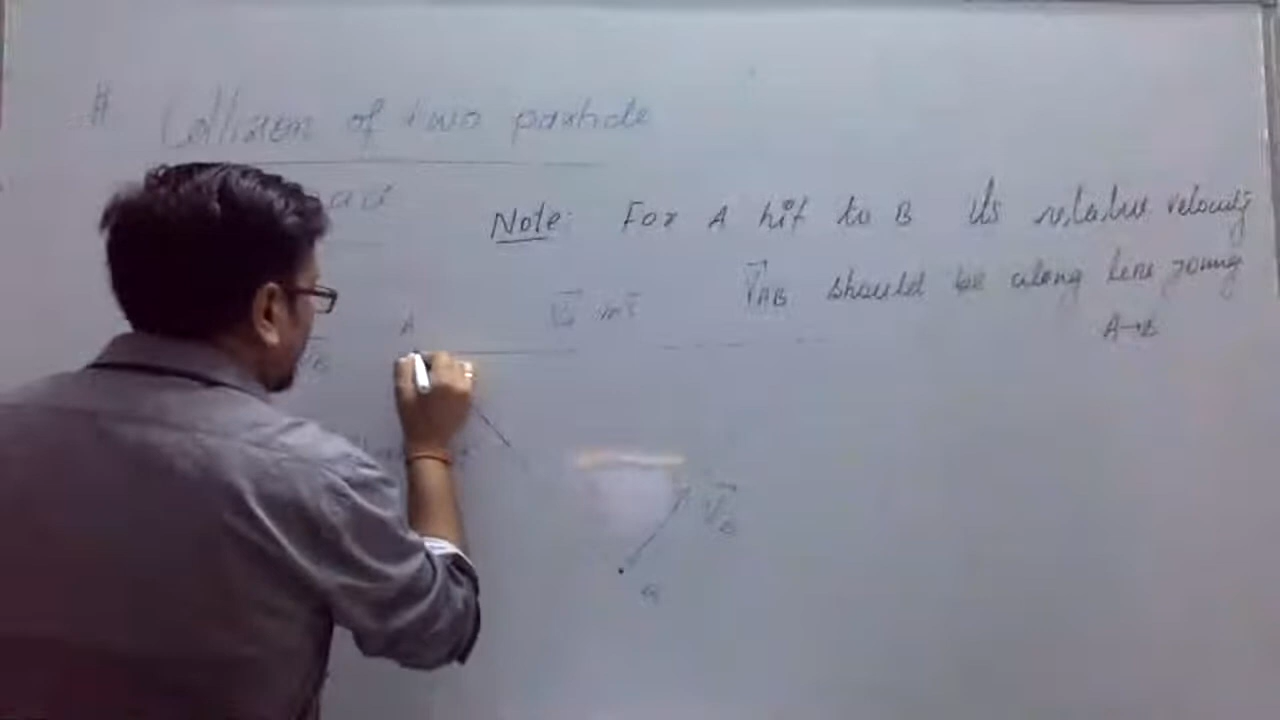 # Collision of two particle
Note: For A hit to B its relative velocity
V⃗AB should be along line joining
A→B
A
V⃗B